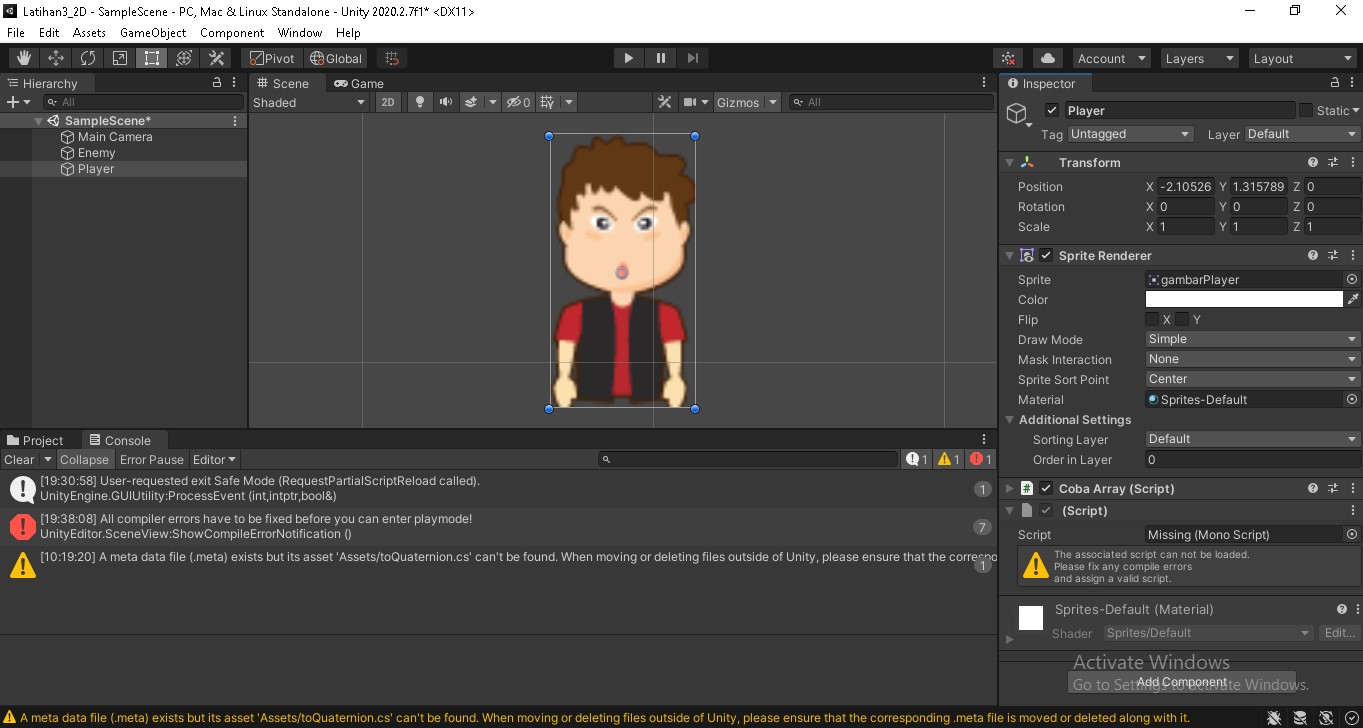 Latihan3_2D - SampleScene - PC, Mac & Linux Standalone - Unity 2020.2.7f1* <DX11>
File Edit Assets GameObject Component Window Help
Pivot Global Account Layers Layout
Hierarchy
All
SampleScene*
Main Camera
Enemy
Player
Scene Game
Shaded 2D 0 Gizmos All
Inspector
Player Static
Tag Untagged Layer Default
Transform
Position X -2.10526 Y 1.315789 Z 0
Rotation X 0 Y 0 Z 0
Scale X 1 Y 1 Z 1
Sprite Renderer
Sprite gambarPlayer
Color
Flip X Y
Draw Mode Simple
Mask Interaction None
Sprite Sort Point Center
Material Sprites-Default
Additional Settings
Sorting Layer Default
Order in Layer 0
# Coba Array (Script)
(Script)
Script Missing (Mono Script)
The associated script can not be loaded.
Please fix any compile errors
and assign a valid script.
Sprites-Default (Material)
Shader Sprites/Default Edit...
Add Component
Activate Windows
Go to Settings to activate Windows.
Project Console
Clear Collapse Error Pause Editor 1 1 1
[19:30:58] User-requested exit Safe Mode (RequestPartialScriptReload called).
UnityEngine.GUIUtility:ProcessEvent (int,intptr,bool&)
1
[19:38:08] All compiler errors have to be fixed before you can enter playmode!
UnityEditor.SceneView:ShowCompileErrorNotification ()
7
[10:19:20] A meta data file (.meta) exists but its asset 'Assets/toQuaternion.cs' can't be found. When moving or deleting files outside of Unity, please ensure that the correspo
1
A meta data file (.meta) exists but its asset 'Assets/toQuaternion.cs' can't be found. When moving or deleting files outside of Unity, please ensure that the corresponding .meta file is moved or deleted along with it.